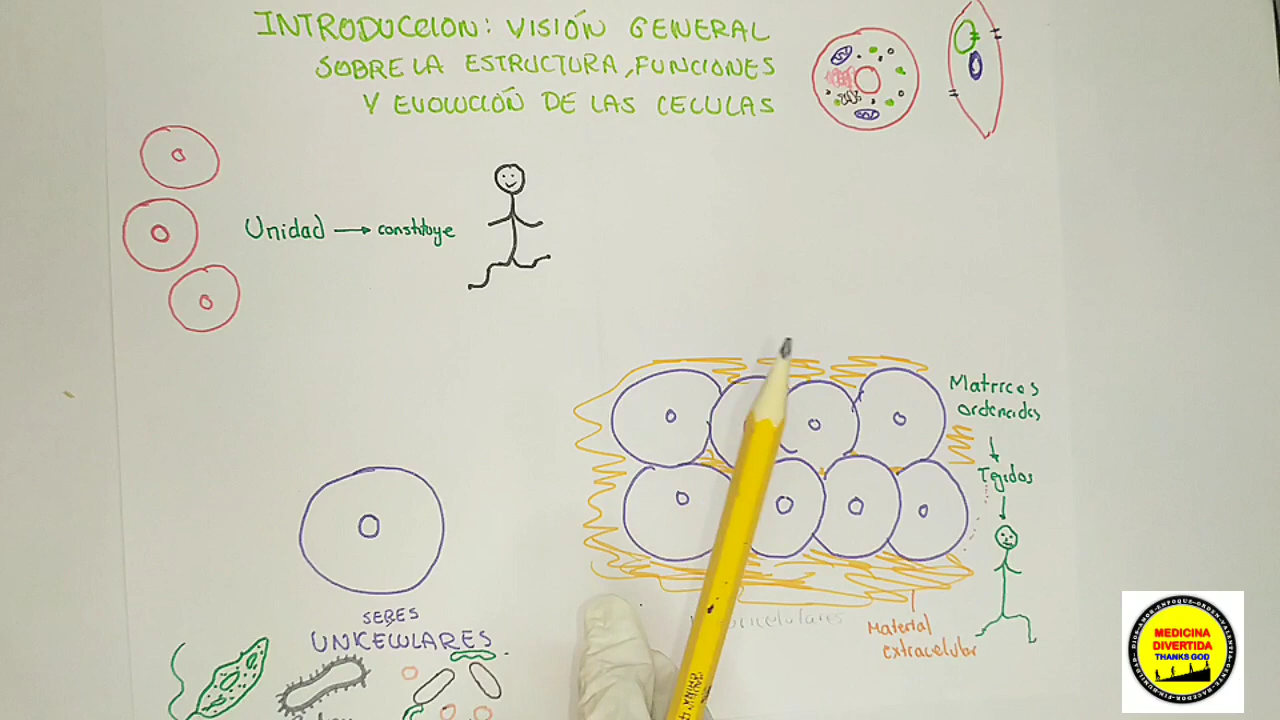 INTRODUCCION: VISIÓN GENERAL
SOBRE LA ESTRUCTURA, FUNCIONES
Y EVOLUCIÓN DE LAS CELULAS
Unidad → constituye
Matrices
ordenadas
Tejidos
SERES
UNICELULARES
Material
extracelular
MEDICINA
DIVERTIDA
THANKS GOD